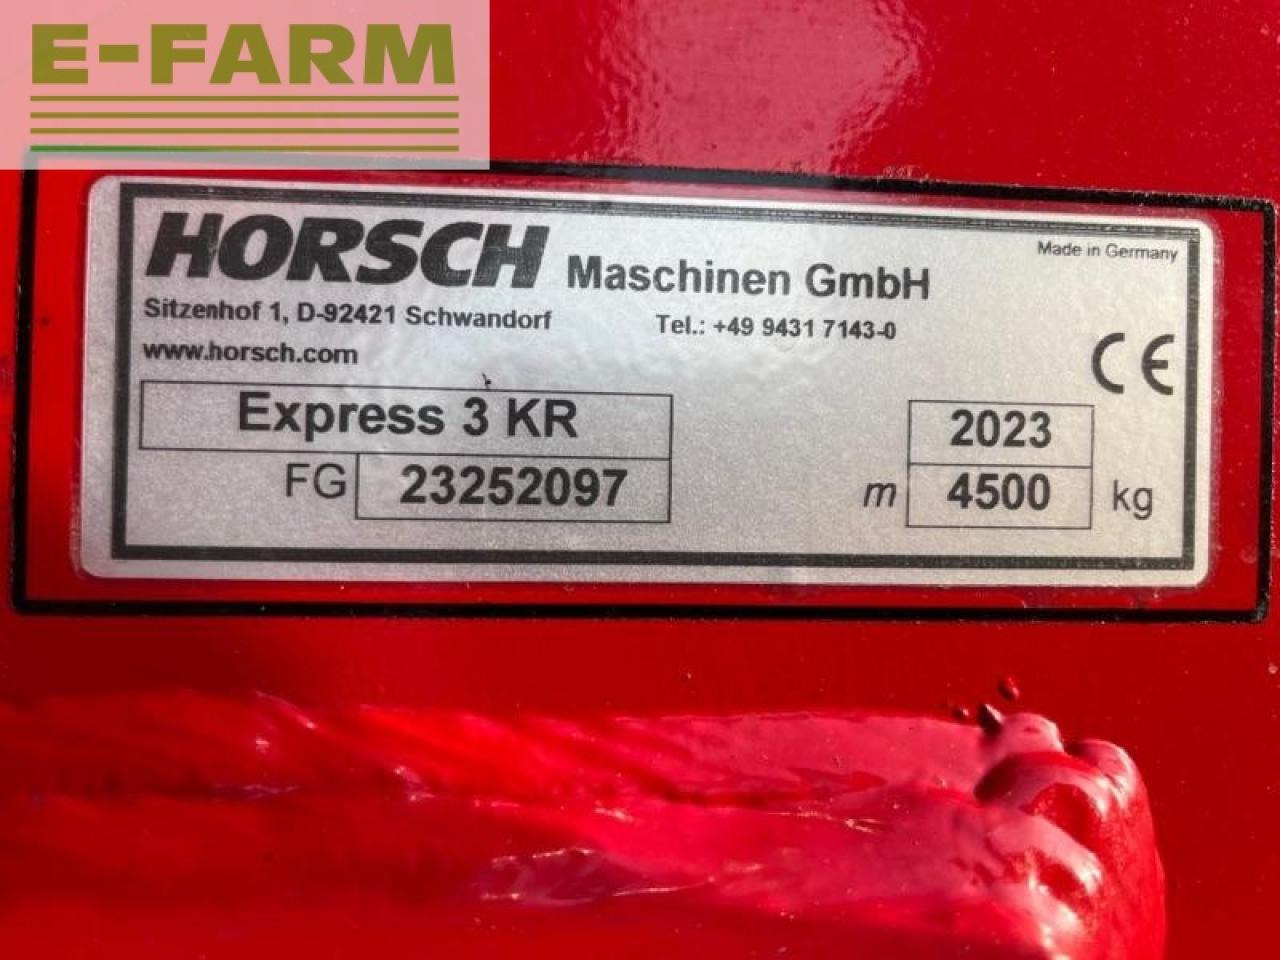 E-FARM
HORSCH Maschinen GmbH
Made in Germany
Sitzenhof 1, D-92421 Schwandorf
Tel.: +49 9431 7143-0
www.horsch.com
CE
Express 3 KR
2023
FG 23252097
m 4500 kg